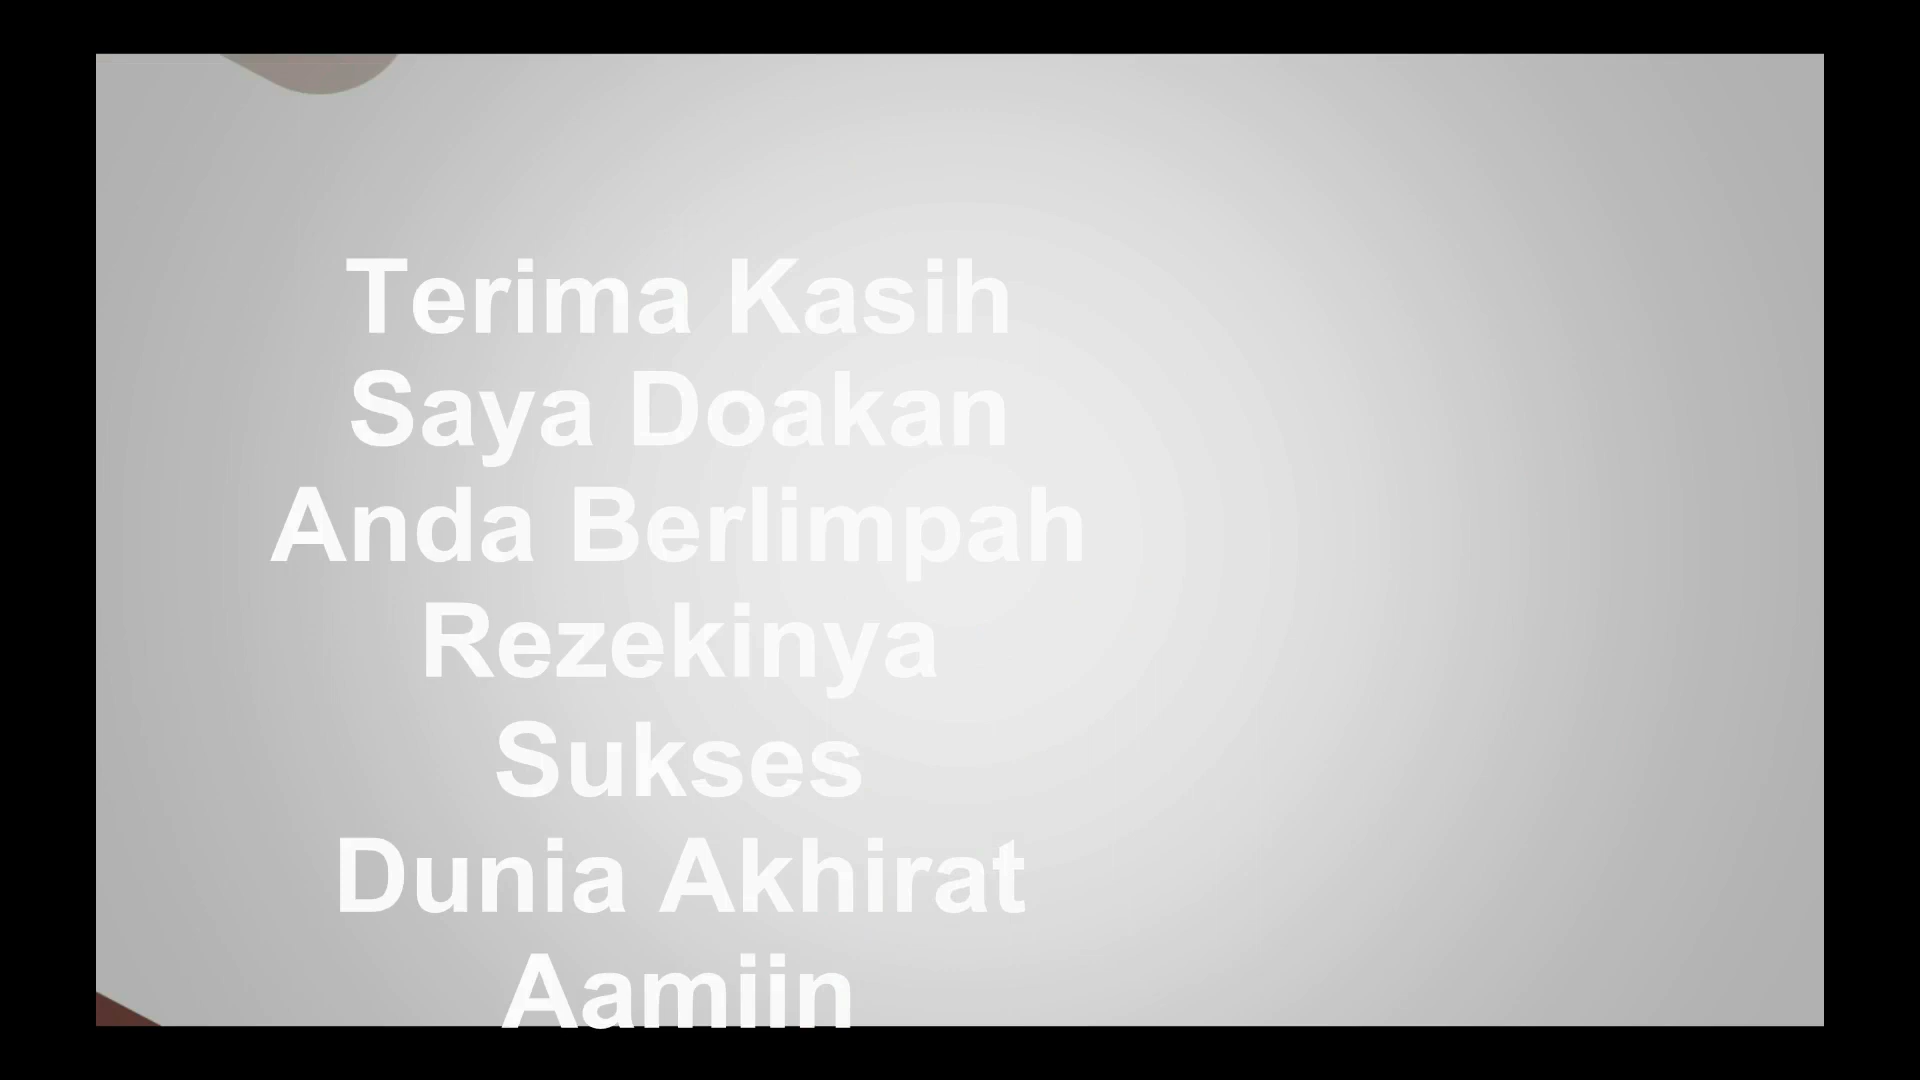 Terima Kasih
Saya Doakan
Anda Berlimpah
Rezekinya
Sukses
Dunia Akhirat
Aamiin